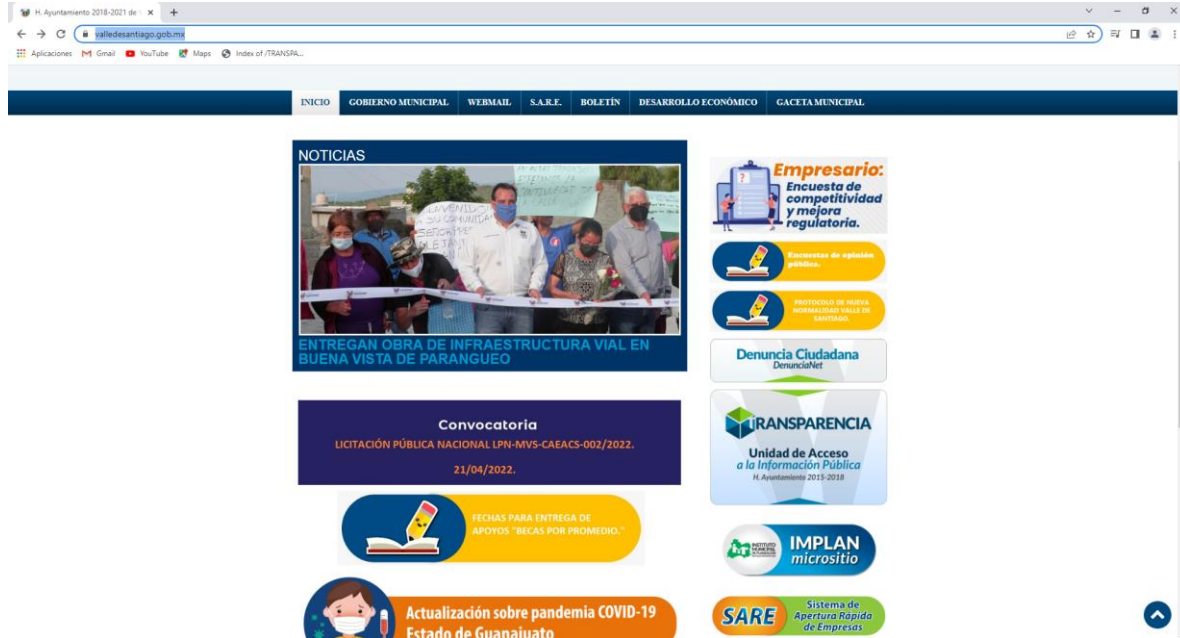 H. Ayuntamiento 2018-2021 de
valledesantiago.gob.mx
Aplicaciones Gmail YouTube Maps Index of /TRANSPA...
INICIO GOBIERNO MUNICIPAL WEBMAIL S.A.R.E. BOLETÍN DESARROLLO ECONÓMICO GACETA MUNICIPAL
NOTICIAS
BIENVENIDO
A SU COMUNIDAD
SEÑOR
ENTREGAN OBRA DE INFRAESTRUCTURA VIAL EN
BUENA VISTA DE PARANGUEO
Convocatoria
LICITACIÓN PÚBLICA NACIONAL LPN-MVS-CAEACS-002/2022.
21/04/2022.
FECHAS PARA ENTREGA DE
APOYOS "BECAS POR PROMEDIO."
Actualización sobre pandemia COVID-19
Estado de Guanajuato
Empresario:
Encuesta de
competitividad
y mejora
regulatoria.
Encuestas de opinión
pública.
PROTOCOLO DE NUEVA
NORMALIDAD VALLE DE
SANTIAGO.
Denuncia Ciudadana
DenunciaNet
TRANSPARENCIA
Unidad de Acceso
a la Información Pública
H. Ayuntamiento 2015-2018
IMPLAN
micrositio
SARE
Sistema de
Apertura Rápida
de Empresas